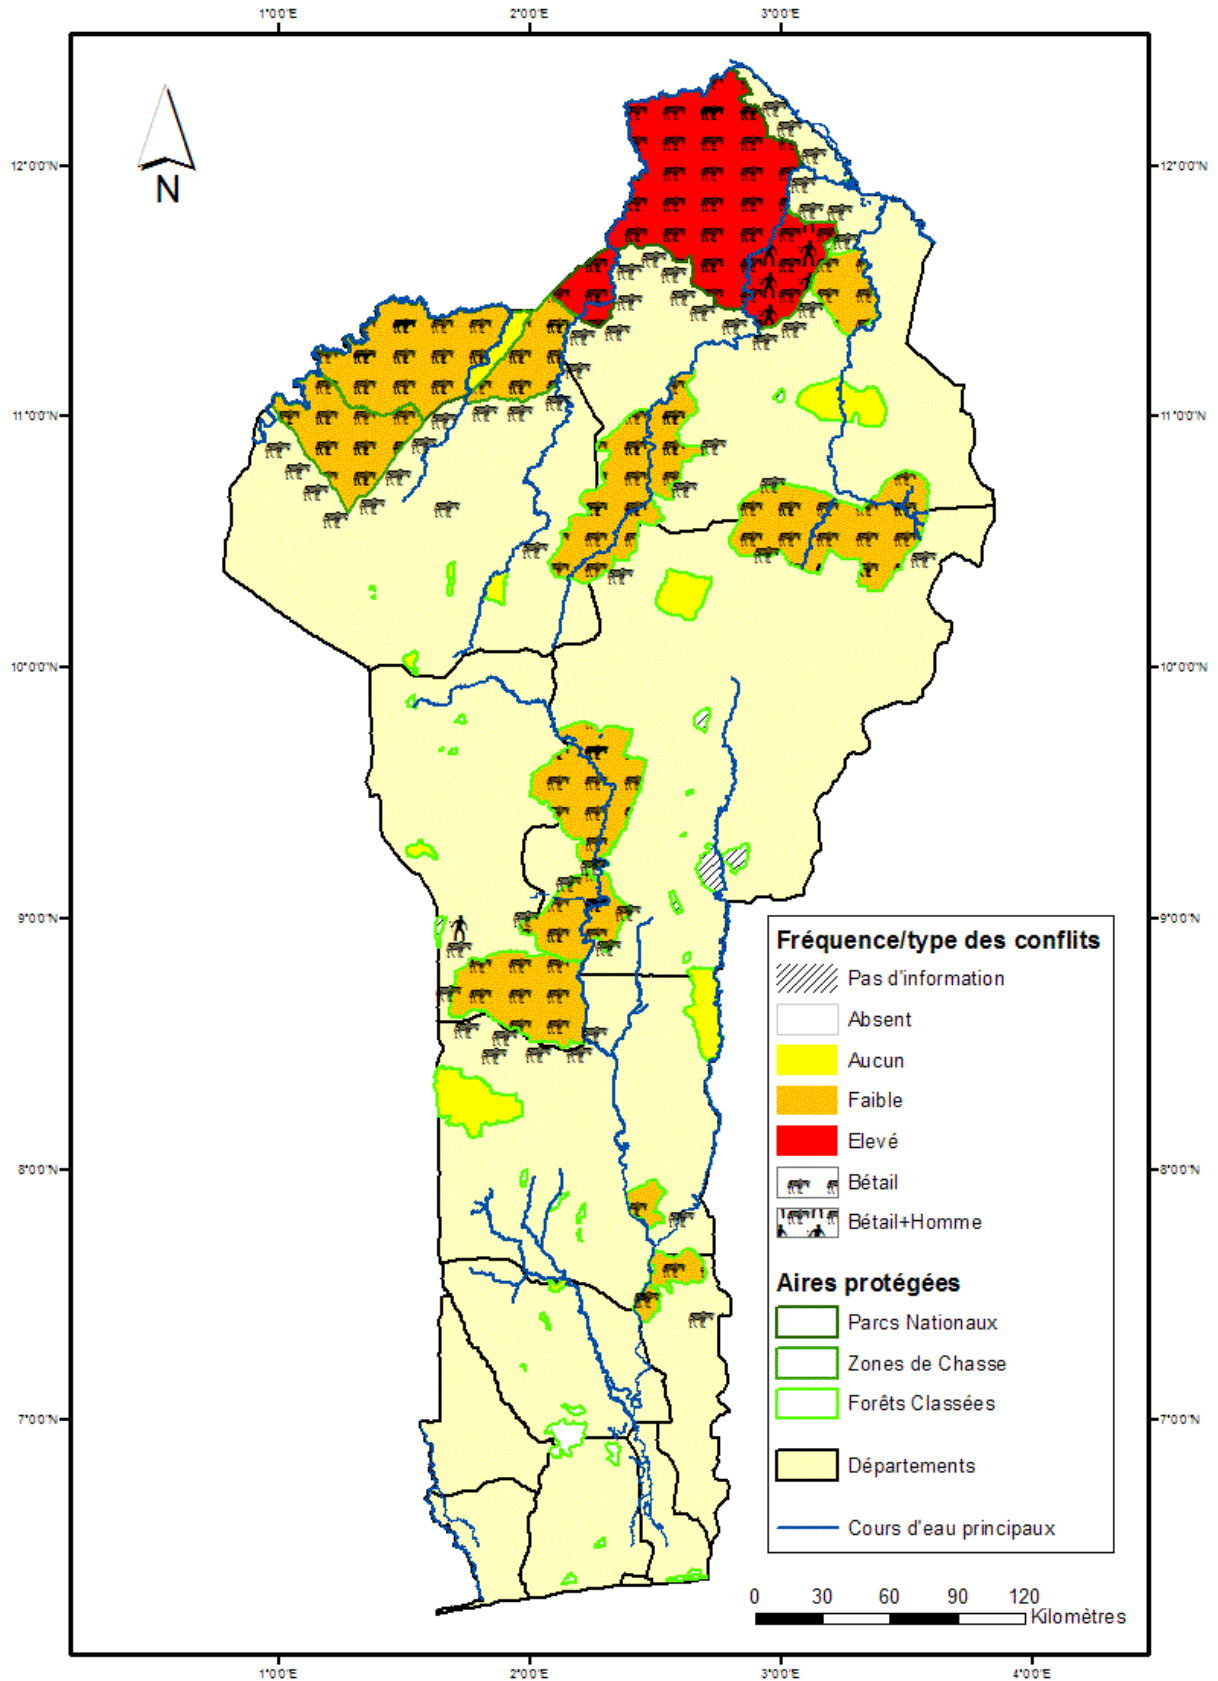 1°0'0"E 2°0'0"E 3°0'0"E
N
12°0'0"N 12°0'0"N
11°0'0"N 11°0'0"N
10°0'0"N 10°0'0"N
9°0'0"N 9°0'0"N
8°0'0"N 8°0'0"N
7°0'0"N 7°0'0"N
Fréquence/type des conflits
Pas d'information
Absent
Aucun
Faible
Elevé
Bétail
Bétail+Homme
Aires protégées
Parcs Nationaux
Zones de Chasse
Forêts Classées
Départements
Cours d'eau principaux
0 30 60 90 120
Kilomètres
1°0'0"E 2°0'0"E 3°0'0"E 4°0'0"E